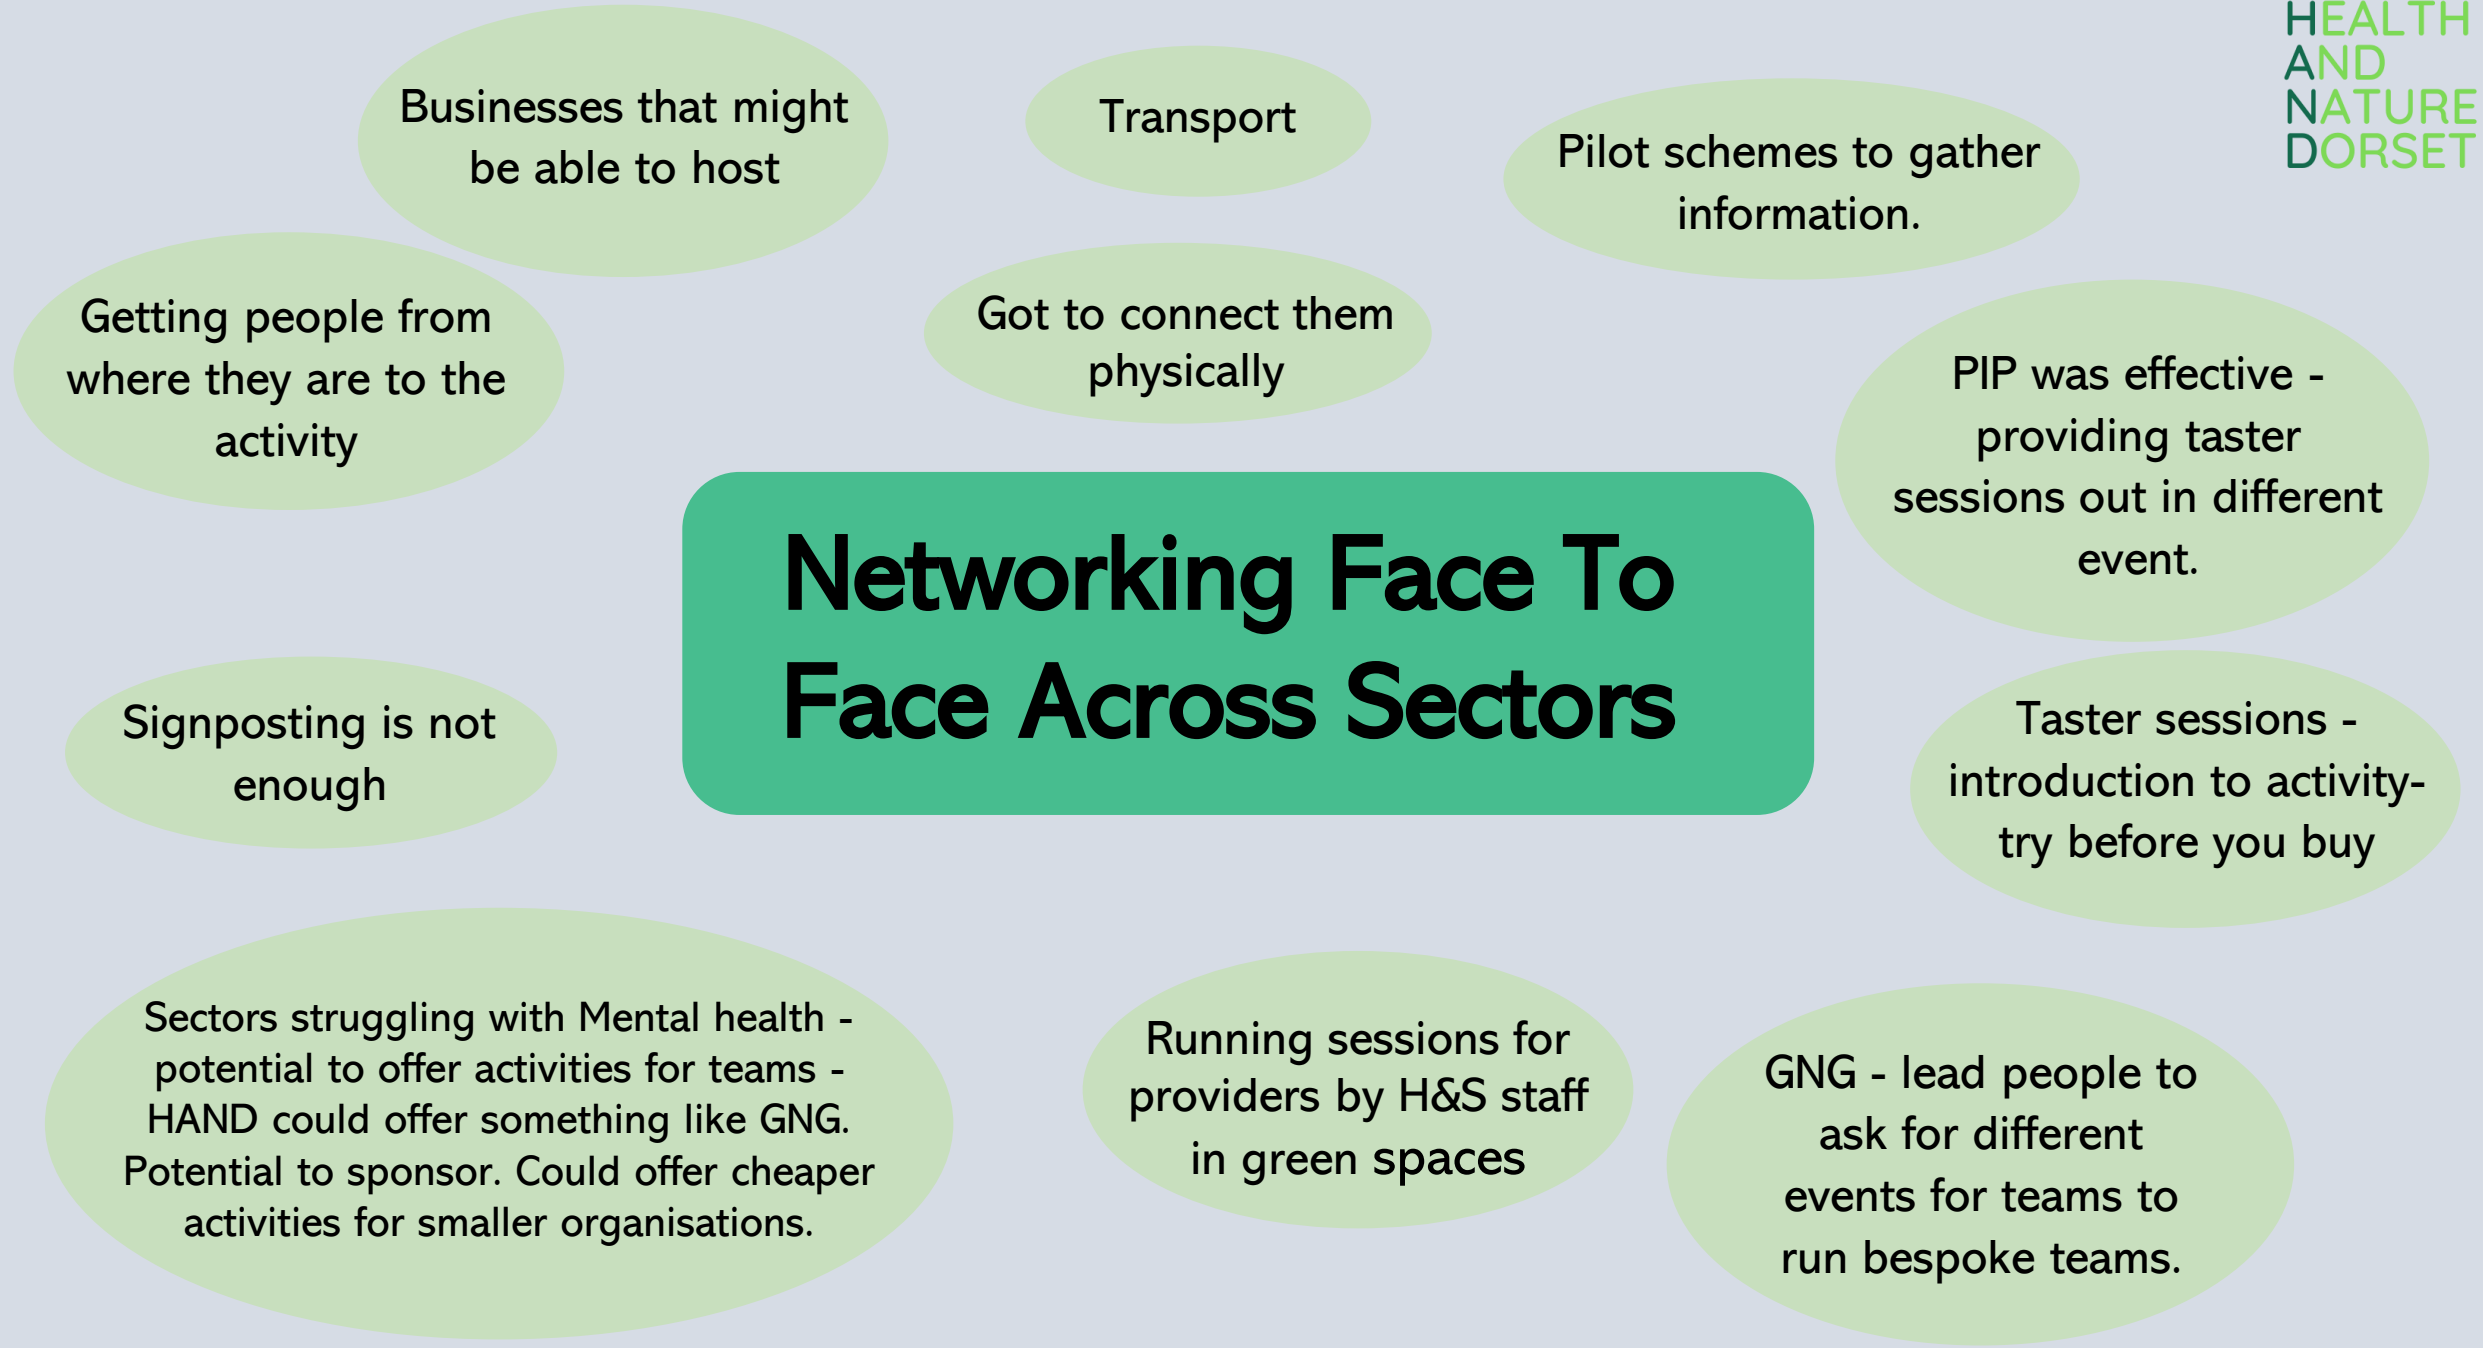 HEALTH
AND
NATURE
DORSET
Businesses that might
be able to host
Transport
Pilot schemes to gather
information.
Getting people from
where they are to the
activity
Got to connect them
physically
PIP was effective -
providing taster
sessions out in different
event.
Networking Face To
Face Across Sectors
Signposting is not
enough
Taster sessions -
introduction to activity-
try before you buy
Sectors struggling with Mental health -
potential to offer activities for teams -
HAND could offer something like GNG.
Potential to sponsor. Could offer cheaper
activities for smaller organisations.
Running sessions for
providers by H&S staff
in green spaces
GNG - lead people to
ask for different
events for teams to
run bespoke teams.